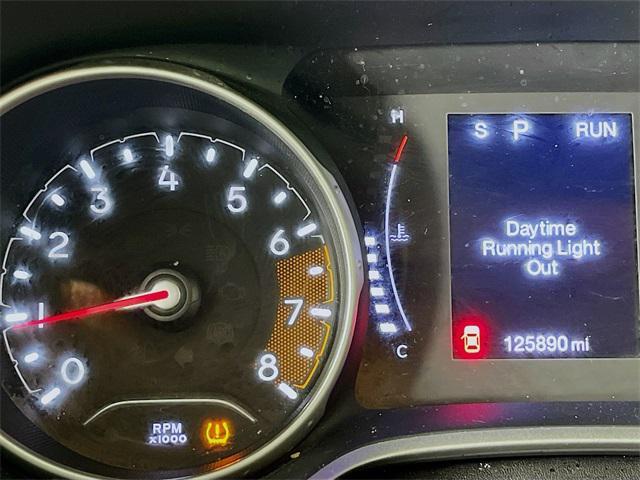 H
S P RUN
0
1
2
3
4
5
6
7
8
Daytime
Running Light
Out
C
125890 mi
RPM
x1000